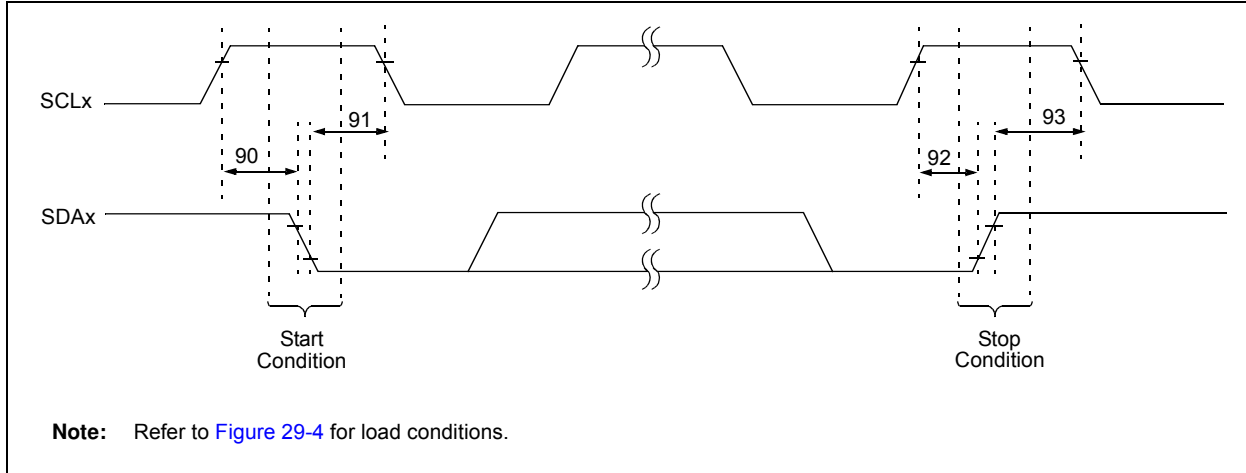 SCLx
91
93
90
92
SDAx
Start
Condition
Stop
Condition
Note: Refer to Figure 29-4 for load conditions.